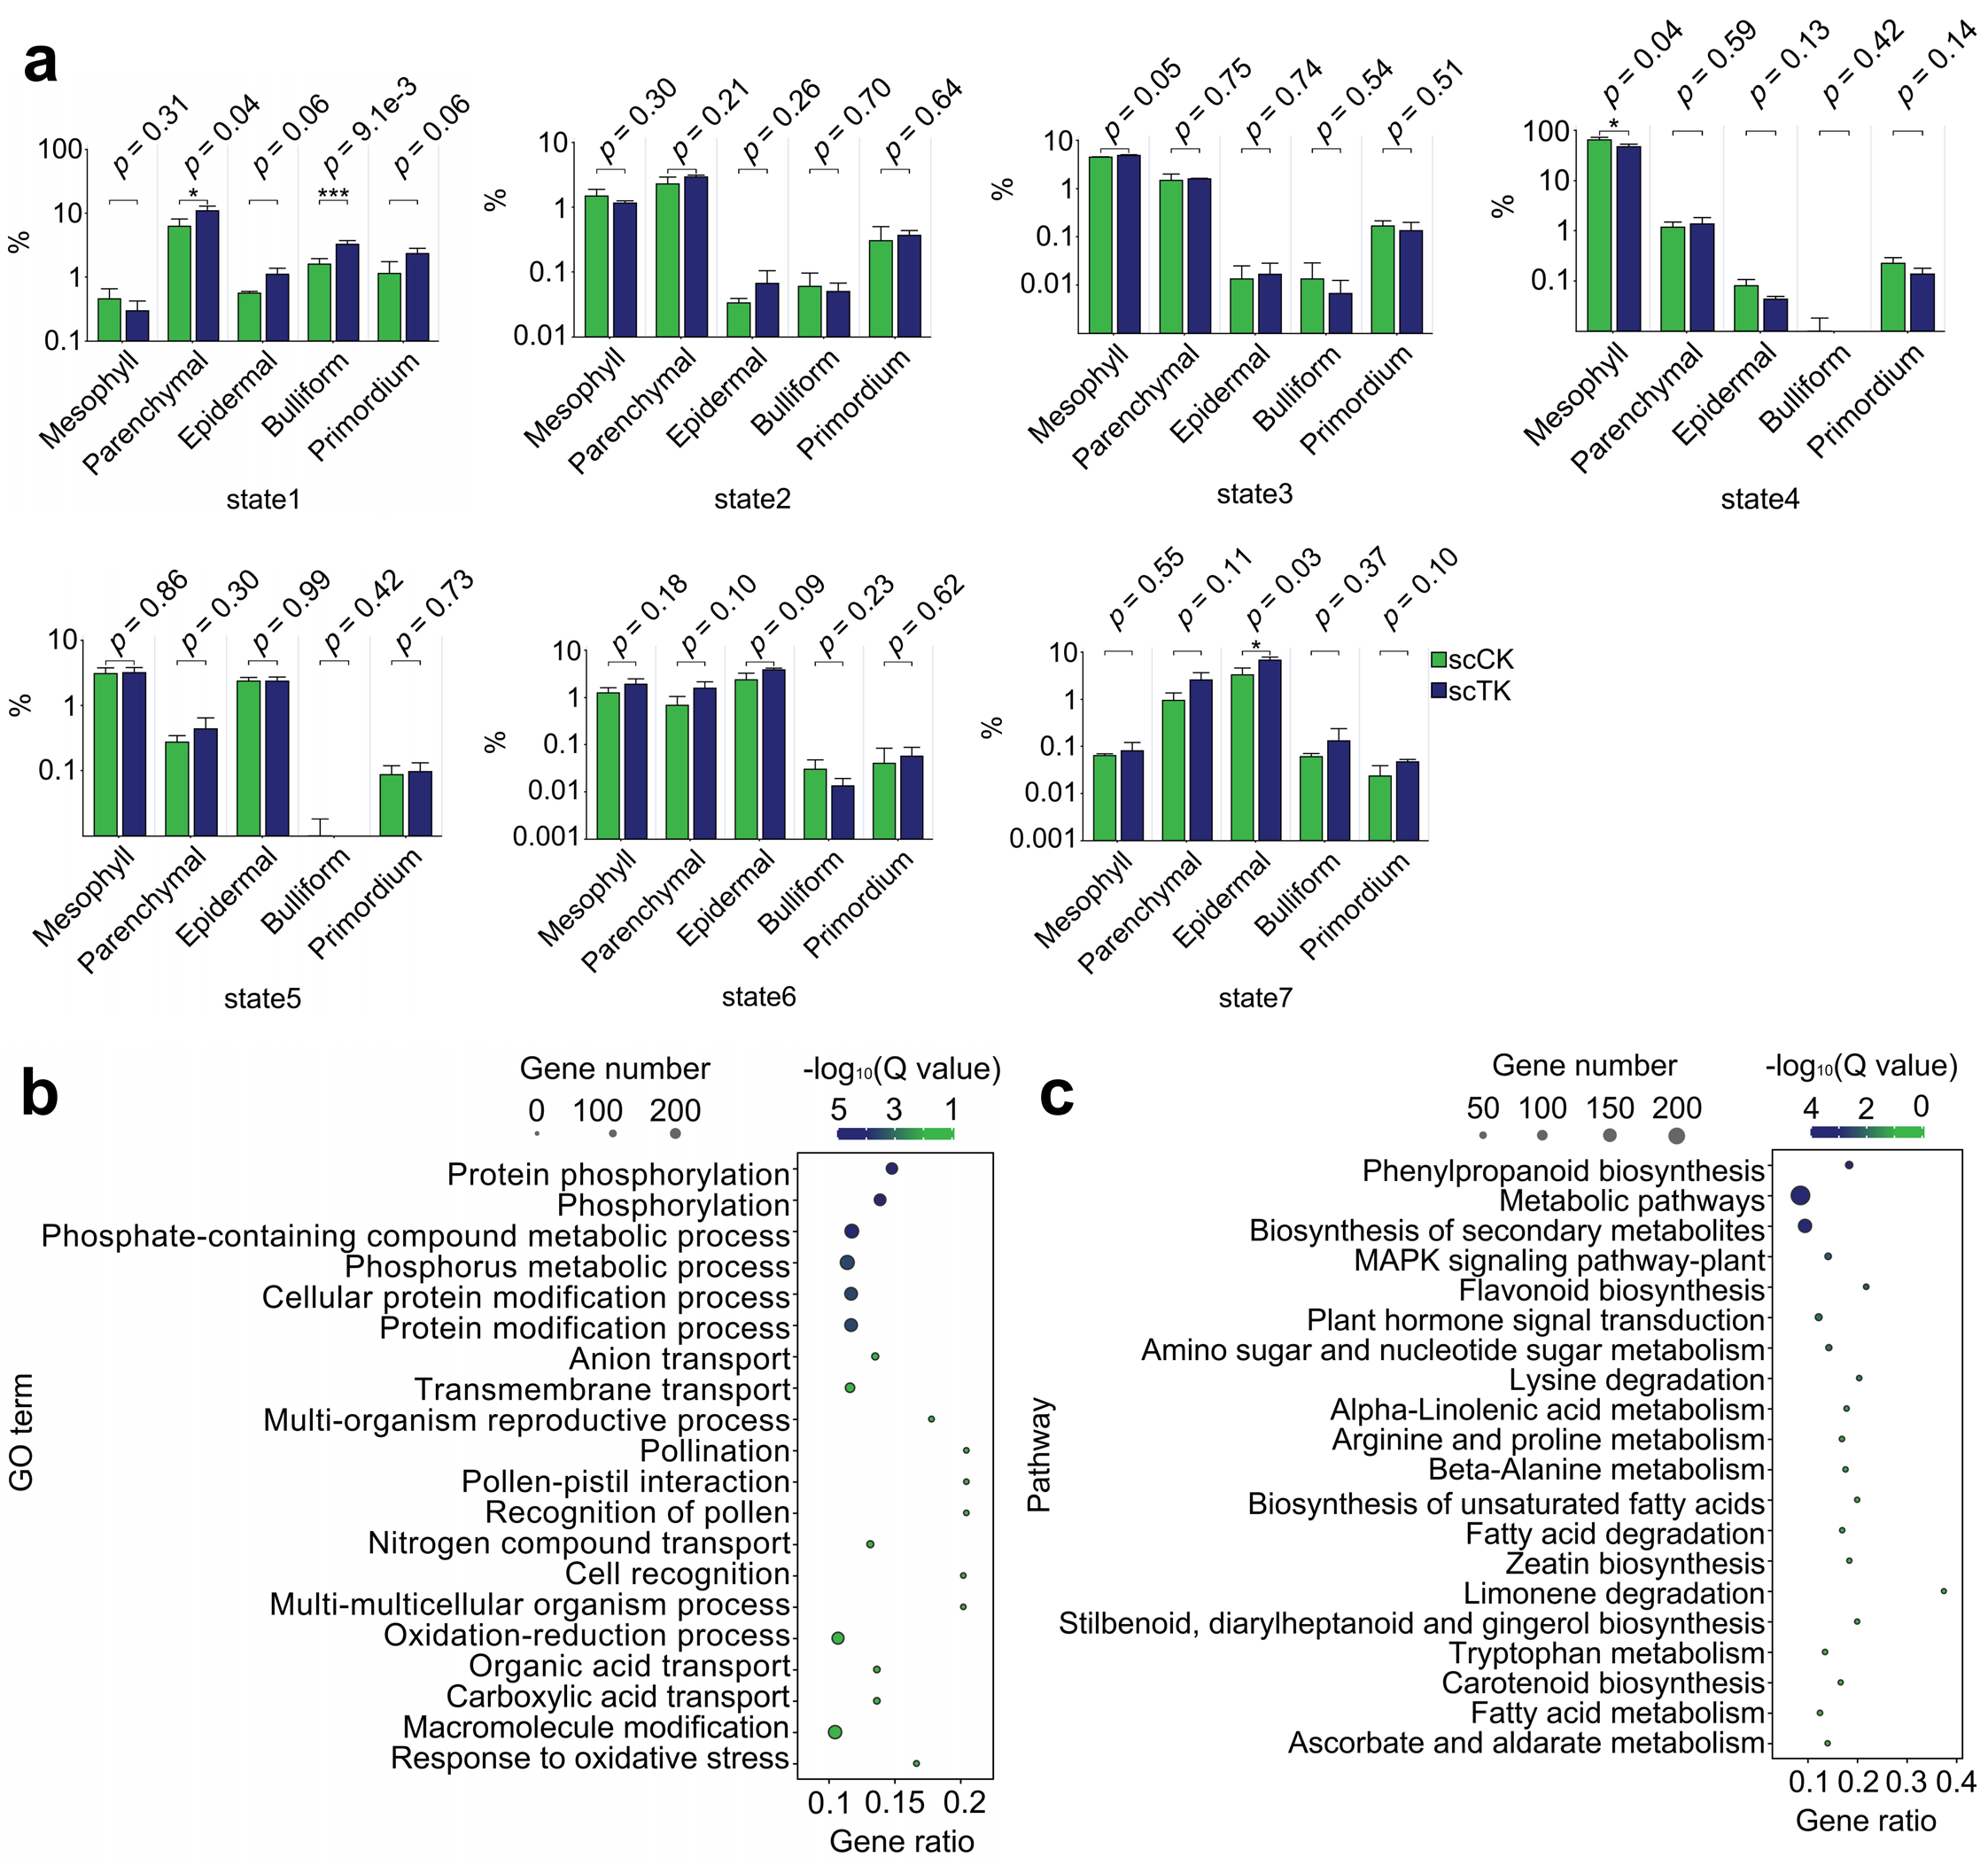 a
p = 0.31
p = 0.04
p = 0.06
p = 9.1e-3
p = 0.06
100
10
1
0.1
%
*
***
Mesophyll
Parenchymal
Epidermal
Bulliform
Primordium
state1
p = 0.30
p = 0.21
p = 0.26
p = 0.70
p = 0.64
10
1
0.1
0.01
%
Mesophyll
Parenchymal
Epidermal
Bulliform
Primordium
state2
p = 0.05
p = 0.75
p = 0.74
p = 0.54
p = 0.51
10
1
0.1
0.01
%
Mesophyll
Parenchymal
Epidermal
Bulliform
Primordium
state3
p = 0.04
p = 0.59
p = 0.13
p = 0.42
p = 0.14
100
10
1
0.1
%
*
Mesophyll
Parenchymal
Epidermal
Bulliform
Primordium
state4
p = 0.86
p = 0.30
p = 0.99
p = 0.42
p = 0.73
10
1
0.1
%
Mesophyll
Parenchymal
Epidermal
Bulliform
Primordium
state5
p = 0.18
p = 0.10
p = 0.09
p = 0.23
p = 0.62
10
1
0.1
0.01
0.001
%
Mesophyll
Parenchymal
Epidermal
Bulliform
Primordium
state6
p = 0.55
p = 0.11
p = 0.03
p = 0.37
p = 0.10
10
1
0.1
0.01
0.001
%
*
Mesophyll
Parenchymal
Epidermal
Bulliform
Primordium
state7
scCK
scTK
b
Gene number
0 100 200
-log₁₀(Q value)
5 3 1
GO term
Protein phosphorylation
Phosphorylation
Phosphate-containing compound metabolic process
Phosphorus metabolic process
Cellular protein modification process
Protein modification process
Anion transport
Transmembrane transport
Multi-organism reproductive process
Pollination
Pollen-pistil interaction
Recognition of pollen
Nitrogen compound transport
Cell recognition
Multi-multicellular organism process
Oxidation-reduction process
Organic acid transport
Carboxylic acid transport
Macromolecule modification
Response to oxidative stress
0.1 0.15 0.2
Gene ratio
c
Gene number
50 100 150 200
-log₁₀(Q value)
4 2 0
Pathway
Phenylpropanoid biosynthesis
Metabolic pathways
Biosynthesis of secondary metabolites
MAPK signaling pathway-plant
Flavonoid biosynthesis
Plant hormone signal transduction
Amino sugar and nucleotide sugar metabolism
Lysine degradation
Alpha-Linolenic acid metabolism
Arginine and proline metabolism
Beta-Alanine metabolism
Biosynthesis of unsaturated fatty acids
Fatty acid degradation
Zeatin biosynthesis
Limonene degradation
Stilbenoid, diarylheptanoid and gingerol biosynthesis
Tryptophan metabolism
Carotenoid biosynthesis
Fatty acid metabolism
Ascorbate and aldarate metabolism
0.1 0.2 0.3 0.4
Gene ratio